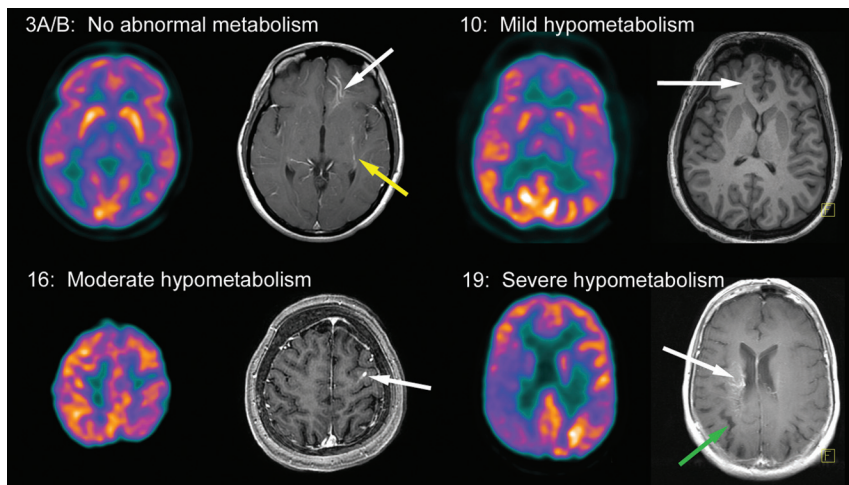 3A/B: No abnormal metabolism
10: Mild hypometabolism
F
16: Moderate hypometabolism
19: Severe hypometabolism
F